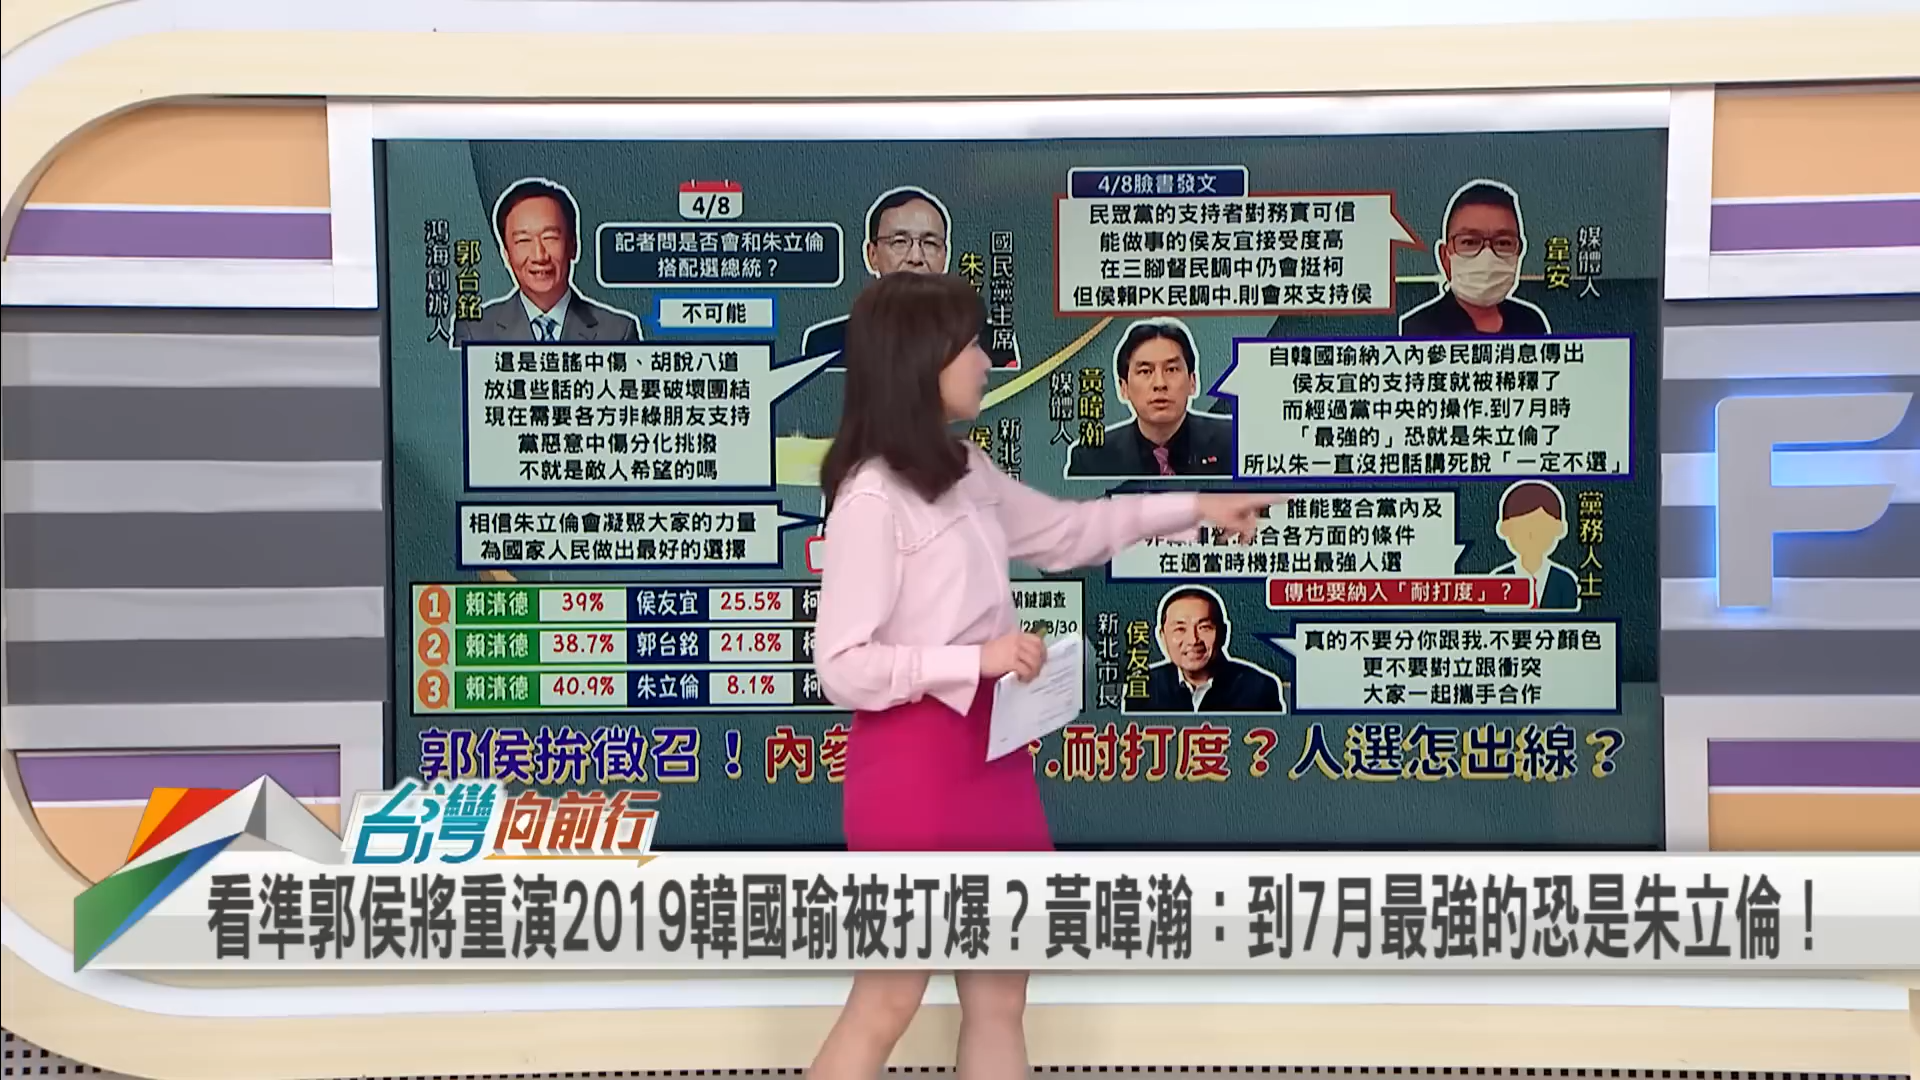 鴻海創辦人
郭台銘
4/8
記者問是否會和朱立倫
搭配選總統？
不可能
國民黨主席
朱
這是造謠中傷、胡說八道
放這些話的人是要破壞團結
現在需要各方非綠朋友支持
黨惡意中傷分化挑撥
不就是敵人希望的嗎
新北市
侯
相信朱立倫會凝聚大家的力量
為國家人民做出最好的選擇
1 賴清德 39% 侯友宜 25.5% 柯
2 賴清德 38.7% 郭台銘 21.8% 柯
3 賴清德 40.9% 朱立倫 8.1% 柯
鍵調查
8/30
4/8臉書發文
民眾黨的支持者對務實可信
能做事的侯友宜接受度高
在三腳督民調中仍會挺柯
但侯賴PK民調中.則會來支持侯
媒體人
韋安
媒體人
黃暐瀚
自韓國瑜納入內參民調消息傳出
侯友宜的支持度就被稀釋了
而經過黨中央的操作.到7月時
「最強的」恐就是朱立倫了
所以朱一直沒把話講死說「一定不選」
誰能整合黨內及
合各方面的條件
在適當時機提出最強人選
黨務人士
傳也要納入「耐打度」？
新北市長
侯友宜
真的不要分你跟我.不要分顏色
更不要對立跟衝突
大家一起攜手合作
郭侯拚徵召！內參
.耐打度？人選怎出線？
F
台灣向前行
看準郭侯將重演2019韓國瑜被打爆？黃暐瀚：到7月最強的恐是朱立倫！